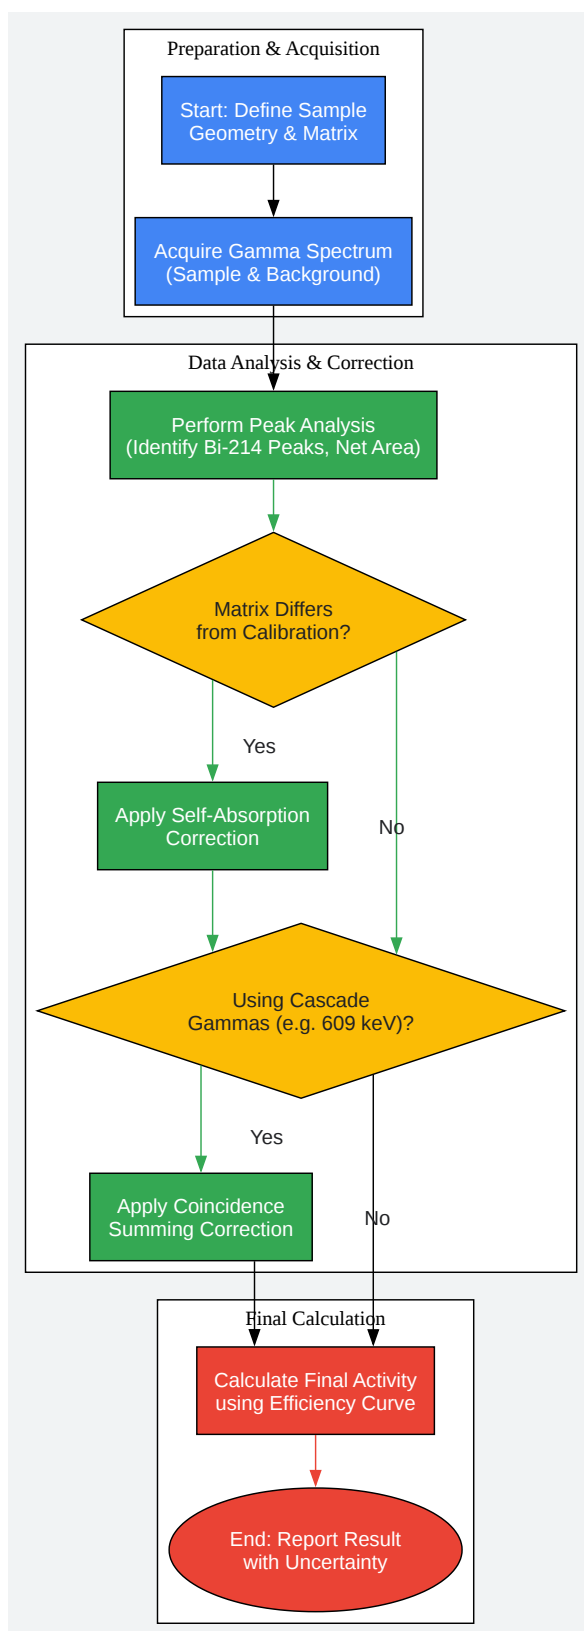 Preparation & Acquisition
Start: Define Sample
Geometry & Matrix
Acquire Gamma Spectrum
(Sample & Background)
Data Analysis & Correction
Perform Peak Analysis
(Identify Bi-214 Peaks, Net Area)
Matrix Differs
from Calibration?
Yes
Apply Self-Absorption
Correction
No
Using Cascade
Gammas (e.g. 609 keV)?
Yes
Apply Coincidence
Summing Correction
No
Final Calculation
Calculate Final Activity
using Efficiency Curve
End: Report Result
with Uncertainty